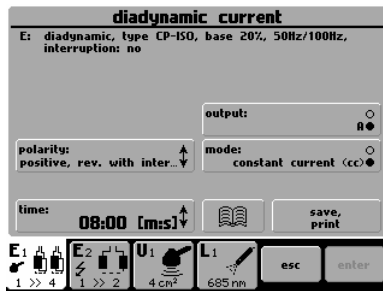 diadynamic current
E: diadynamic, type CP-ISO, base 20%, 50Hz/100Hz,
interruption: no
output:
A
polarity:
positive, rev. with inter...
mode:
constant current (cc)
time:
08:00 [m:s]
save,
print
E1
1 >> 4
E2
1 >> 2
U1
4 cm²
L1
685 nm
esc
enter